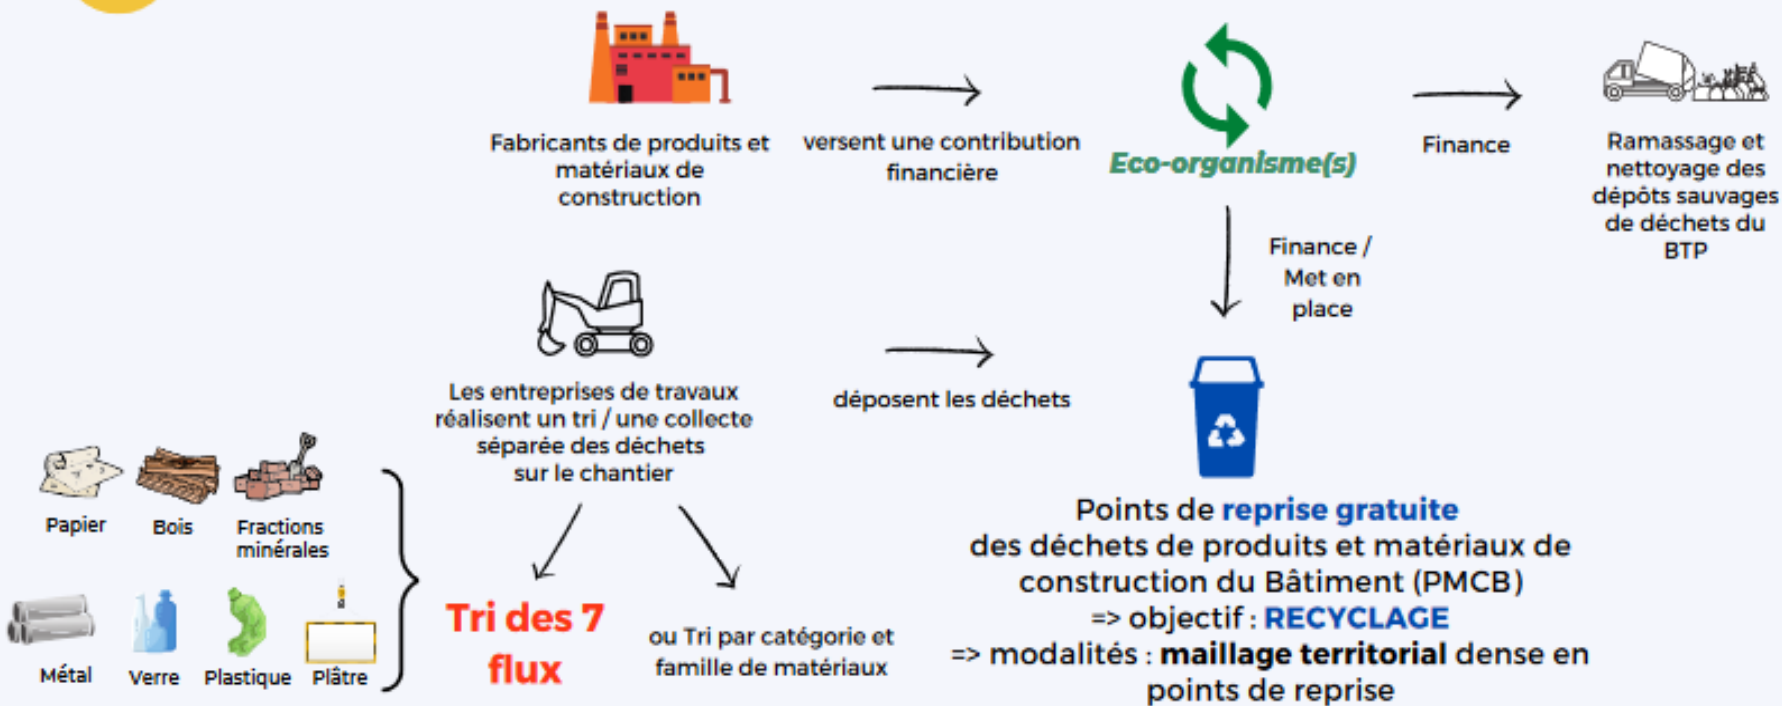 Fabricants de produits et
matériaux de
construction
versent une contribution
financière
Eco-organisme(s)
Finance
Ramassage et
nettoyage des
dépôts sauvages
de déchets du
BTP
Finance /
Met en
place
Les entreprises de travaux
réalisent un tri / une collecte
séparée des déchets
sur le chantier
déposent les déchets
Papier
Bois
Fractions
minérales
Métal
Verre
Plastique
Plâtre
Tri des 7
flux
ou Tri par catégorie et
famille de matériaux
Points de reprise gratuite
des déchets de produits et matériaux de
construction du Bâtiment (PMCB)
=> objectif : RECYCLAGE
=> modalités : maillage territorial dense en
points de reprise